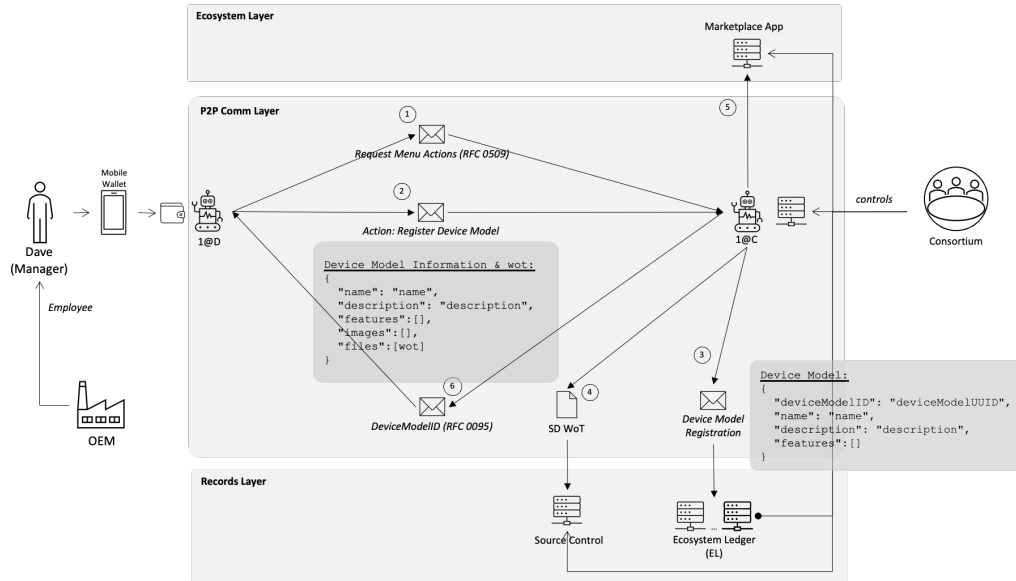 Ecosystem Layer
Marketplace App
5
P2P Comm Layer
1
Request Menu Actions (RFC 0509)
Mobile
Wallet
2
controls
1@D
Action: Register Device Model
1@C
Consortium
Dave
(Manager)
Device Model Information & wot:
{
"name": "name",
"description": "description",
"features":[],
"images":[],
"files":[wot]
}
Employee
3
Device Model:
{
"deviceModelID": "deviceModelUUID",
"name": "name",
"description": "description",
"features":[]
}
6
4
OEM
DeviceModelID (RFC 0095)
SD WoT
Device Model
Registration
Records Layer
...
Source Control
Ecosystem Ledger
(EL)